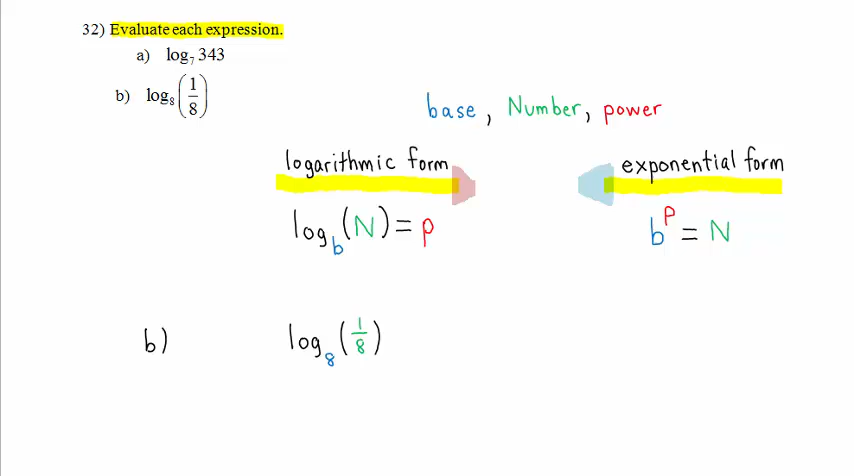 32) Evaluate each expression.
a) log₇ 343
b) log₈(1/8)
base, Number, power
logarithmic form exponential form
log_b(N) = p b^p = N
b) log₈(1/8)